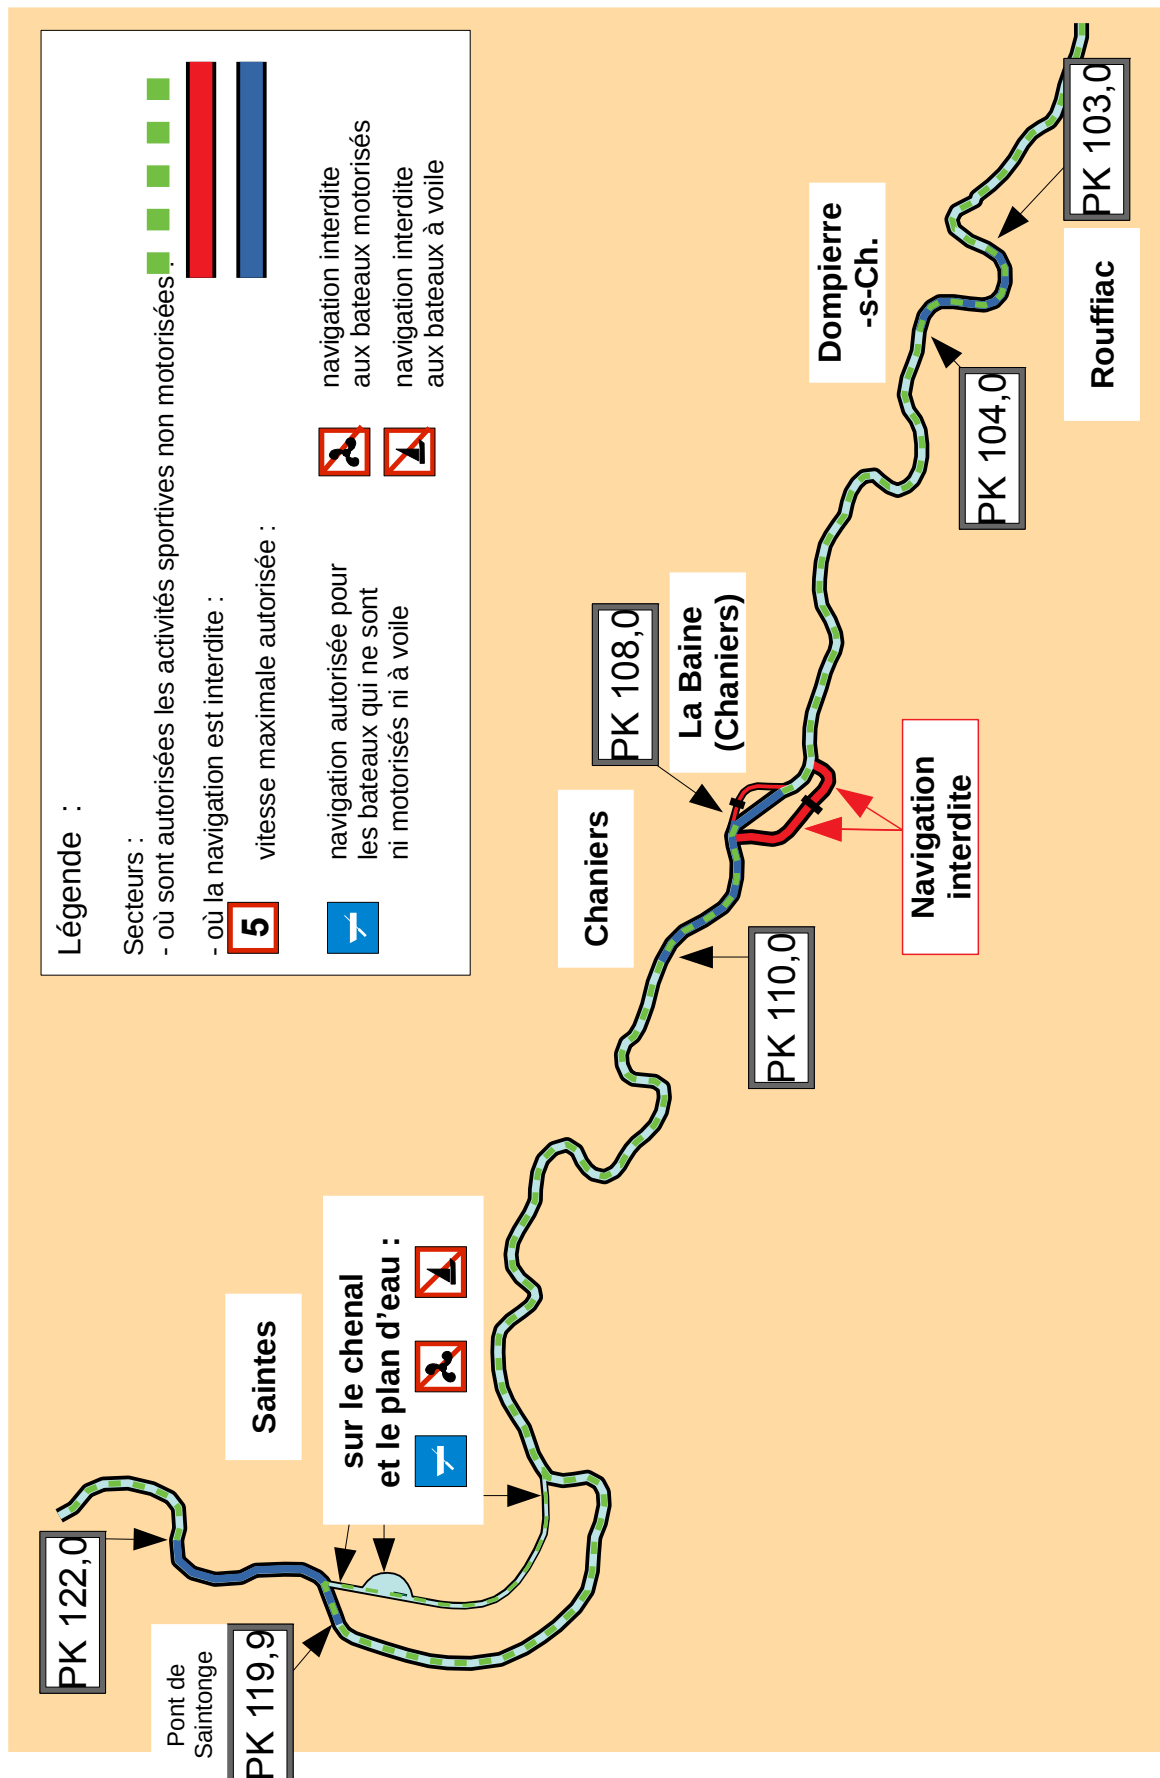 Légende :
Secteurs :
- où sont autorisées les activités sportives non motorisées :
- où la navigation est interdite :
5
vitesse maximale autorisée :
navigation autorisée pour
les bateaux qui ne sont
ni motorisés ni à voile
navigation interdite
aux bateaux motorisés
navigation interdite
aux bateaux à voile
PK 122,0
Pont de
Saintonge
PK 119,9
Saintes
sur le chenal
et le plan d'eau :
Chaniers
PK 110,0
PK 108,0
La Baine
(Chaniers)
Navigation
interdite
Dompierre
-s-Ch.
PK 104,0
PK 103,0
Rouffiac